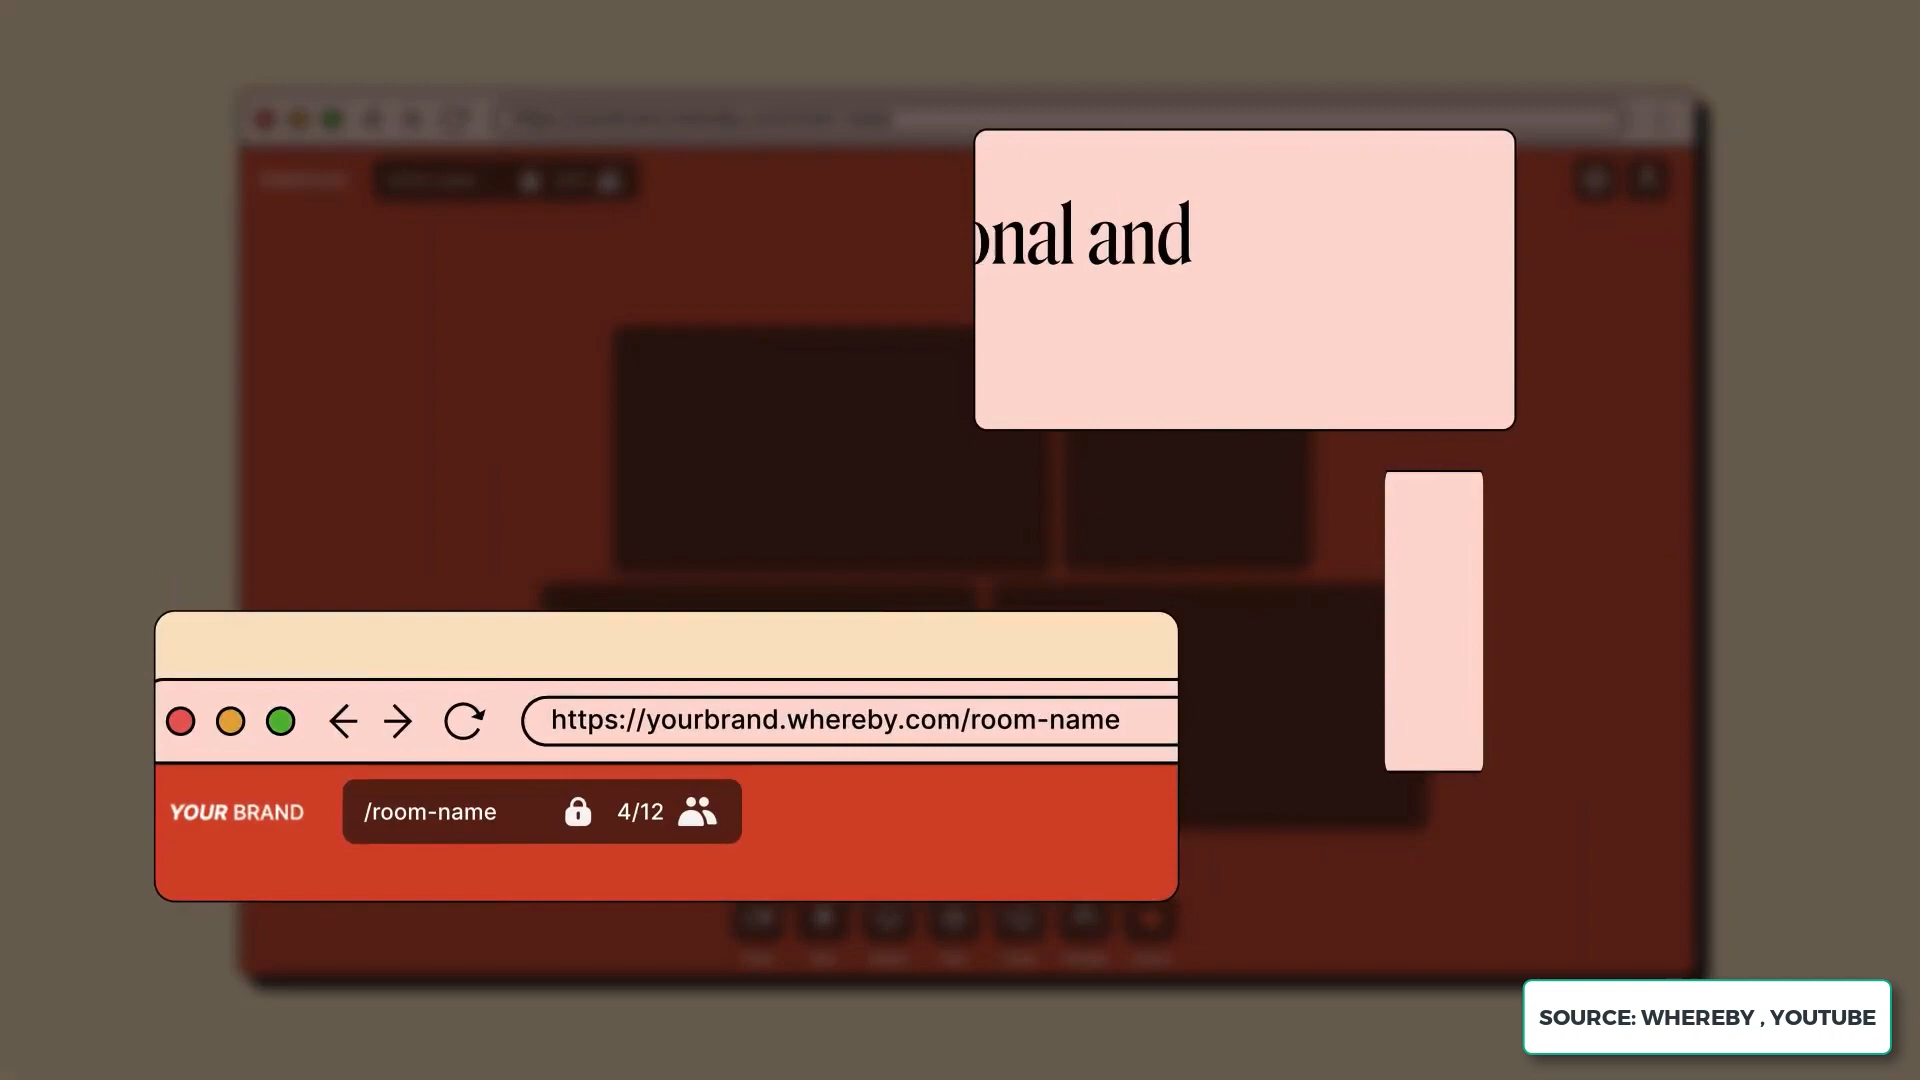 onal and
https://yourbrand.whereby.com/room-name
YOUR BRAND
/room-name
4/12
SOURCE: WHEREBY , YOUTUBE